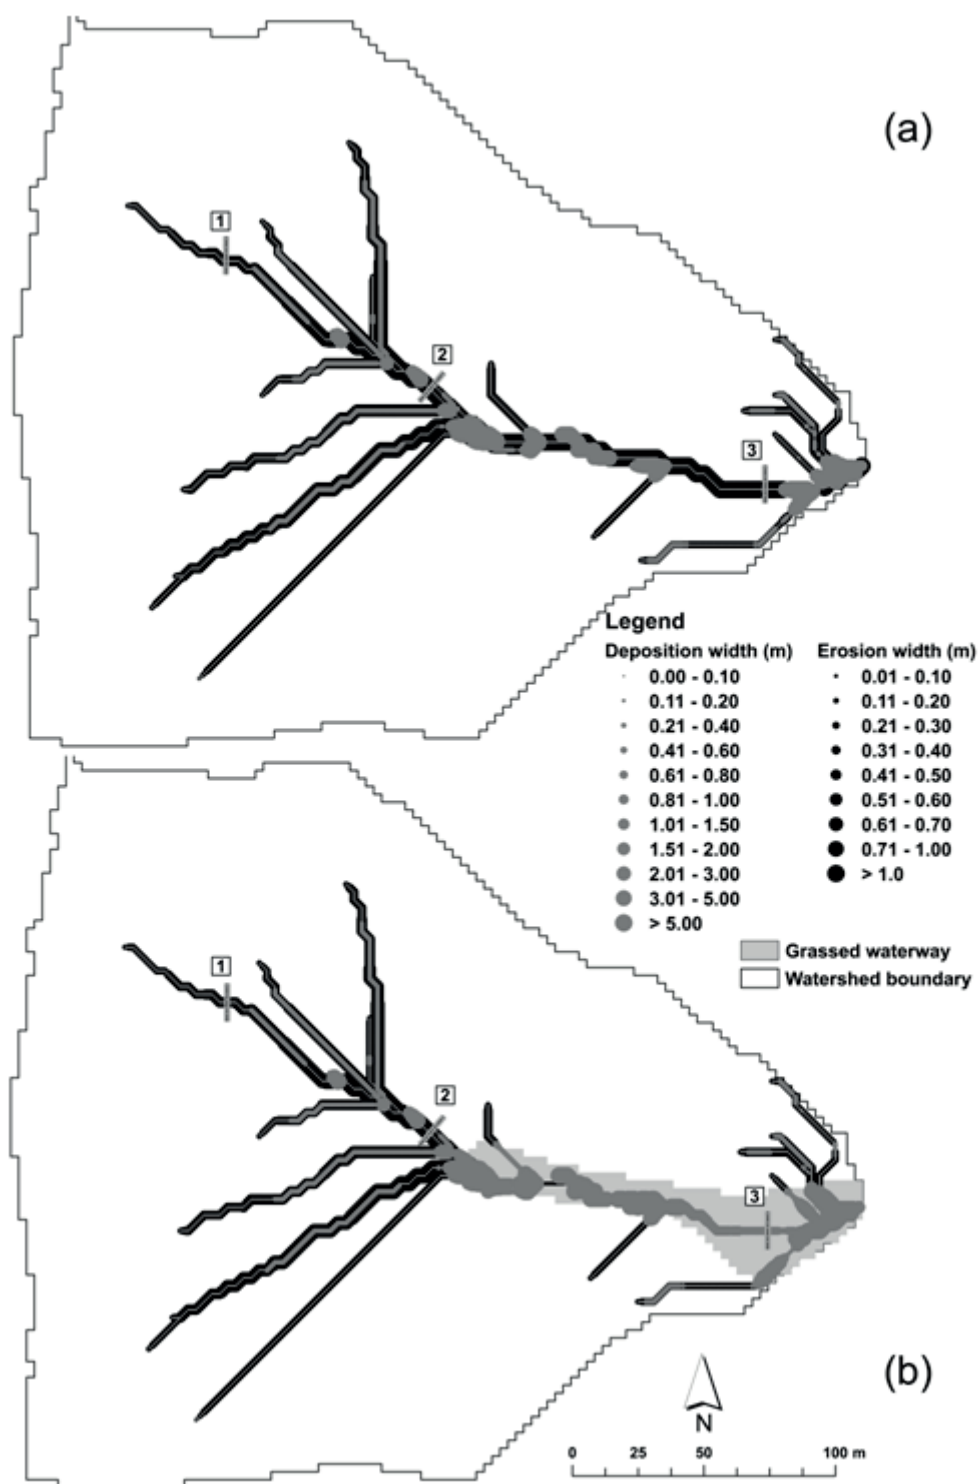 (a)
1
2
3
Legend
Deposition width (m) Erosion width (m)
0.00 - 0.10 0.01 - 0.10
0.11 - 0.20 0.11 - 0.20
0.21 - 0.40 0.21 - 0.30
0.41 - 0.60 0.31 - 0.40
0.61 - 0.80 0.41 - 0.50
0.81 - 1.00 0.51 - 0.60
1.01 - 1.50 0.61 - 0.70
1.51 - 2.00 0.71 - 1.00
2.01 - 3.00 > 1.0
3.01 - 5.00
> 5.00
Grassed waterway
Watershed boundary
1
2
3
(b)
N
0 25 50 100 m